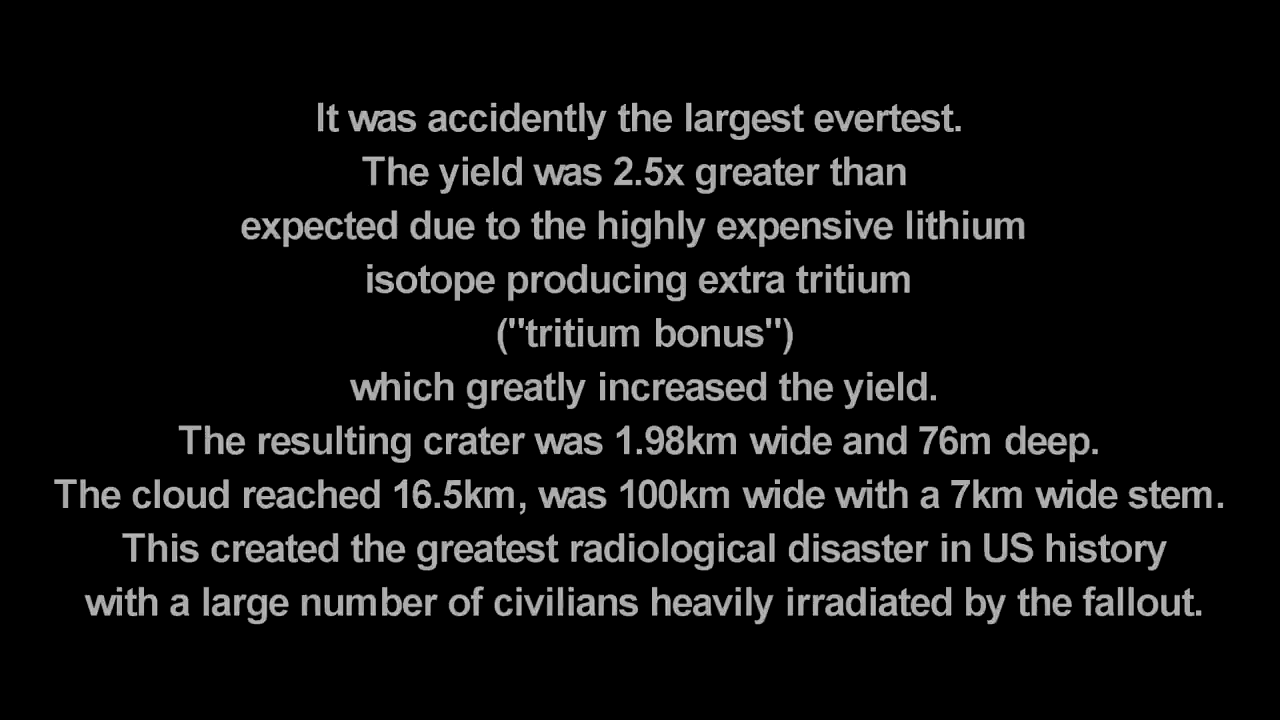 It was accidently the largest evertest.
The yield was 2.5x greater than
expected due to the highly expensive lithium
isotope producing extra tritium
("tritium bonus")
which greatly increased the yield.
The resulting crater was 1.98km wide and 76m deep.
The cloud reached 16.5km, was 100km wide with a 7km wide stem.
This created the greatest radiological disaster in US history
with a large number of civilians heavily irradiated by the fallout.